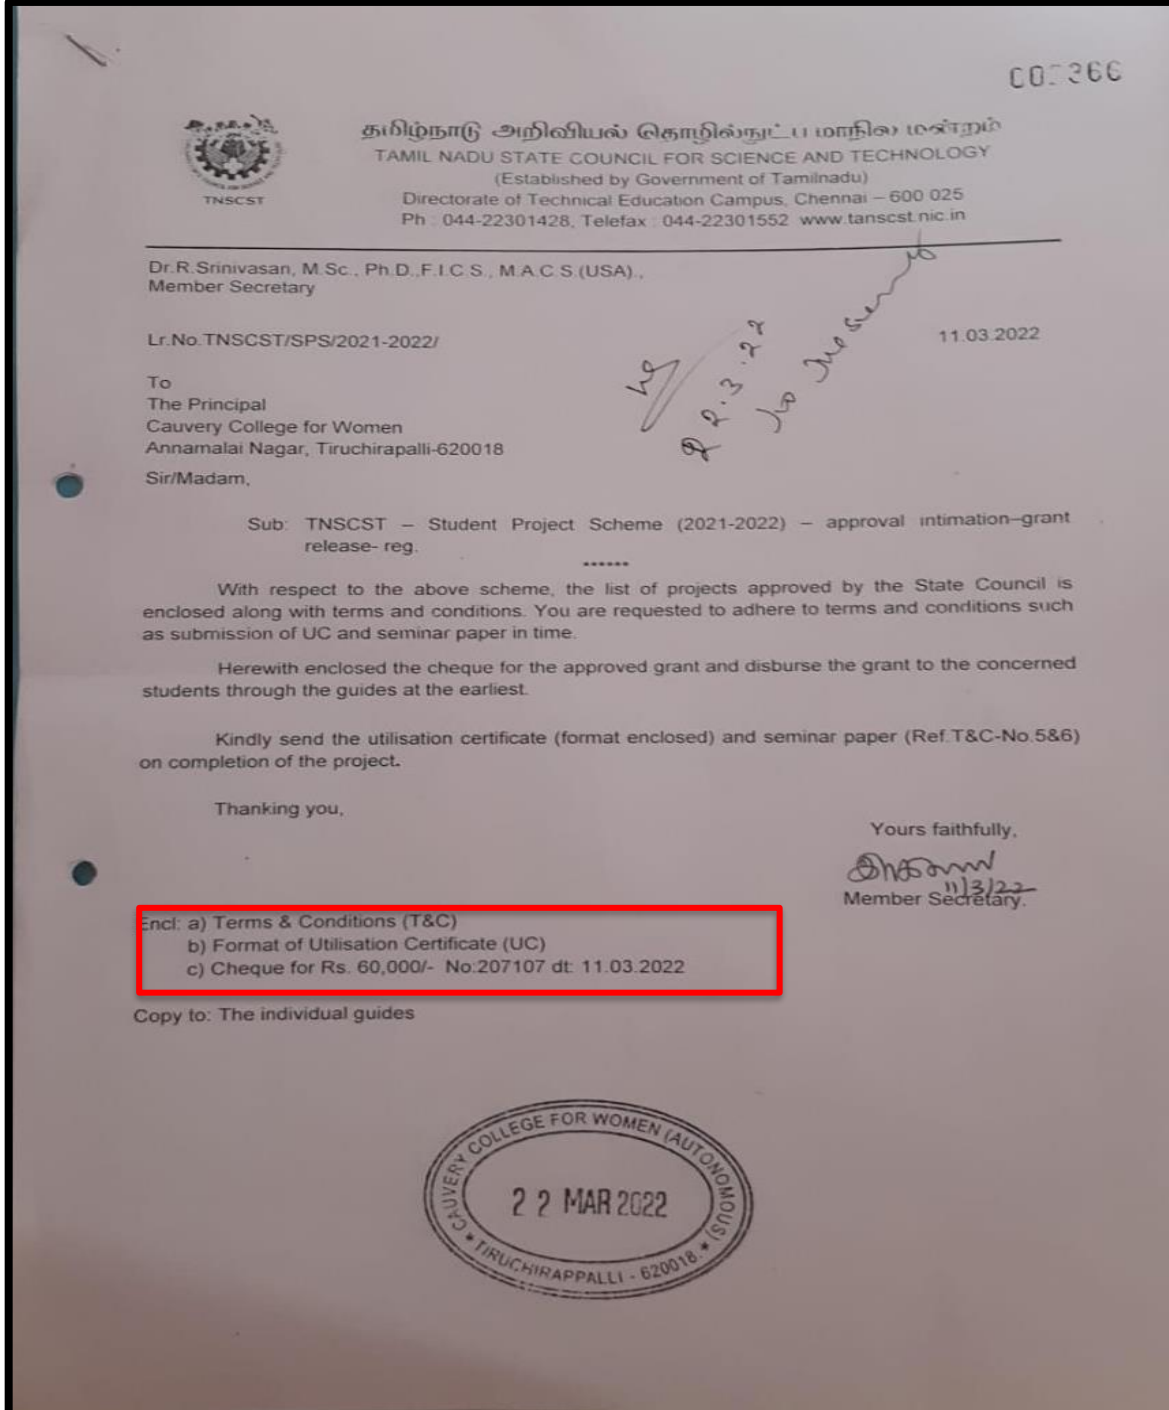 தமிழ்நாடு அறிவியல் தொழில்நுட்ப மாநில மன்றம்
TAMIL NADU STATE COUNCIL FOR SCIENCE AND TECHNOLOGY
(Established by Government of Tamilnadu)
TNSCST
Directorate of Technical Education Campus, Chennai – 600 025
Ph : 044-22301428, Telefax : 044-22301552 www.tanscst.nic.in
Dr.R.Srinivasan, M.Sc., Ph.D.,F.I.C.S., M.A.C.S.(USA).,
Member Secretary
Lr.No.TNSCST/SPS/2021-2022/
11.03.2022
22.3.22
To
The Principal
Cauvery College for Women
Annamalai Nagar, Tiruchirapalli-620018
Sir/Madam,
Sub: TNSCST – Student Project Scheme (2021-2022) – approval intimation–grant
release- reg.
******
With respect to the above scheme, the list of projects approved by the State Council is
enclosed along with terms and conditions. You are requested to adhere to terms and conditions such
as submission of UC and seminar paper in time.
Herewith enclosed the cheque for the approved grant and disburse the grant to the concerned
students through the guides at the earliest.
Kindly send the utilisation certificate (format enclosed) and seminar paper (Ref.T&C-No.5&6)
on completion of the project.
Thanking you,
Yours faithfully,
11/3/22
Member Secretary.
Encl: a) Terms & Conditions (T&C)
b) Format of Utilisation Certificate (UC)
c) Cheque for Rs. 60,000/- No:207107 dt: 11.03.2022
Copy to: The individual guides
CAUVERY COLLEGE FOR WOMEN (AUTONOMOUS)
22 MAR 2022
* TIRUCHIRAPPALLI - 620018. *